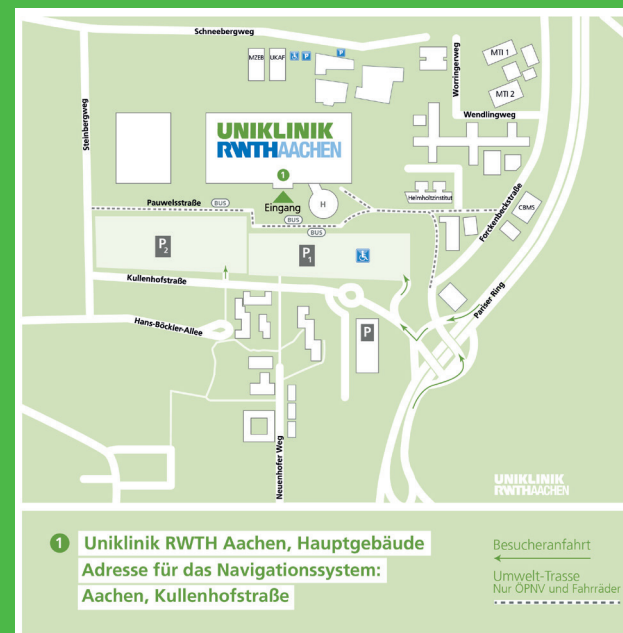 Schneebergweg
MZEB
UKAF
P
P
Worringerweg
MTI 1
MTI 2
Steinbergweg
Wendlingweg
UNIKLINIK
RWTHAACHEN
1
Eingang
H
Helmholtzinstitut
CBMS
Forckenbeckstraße
Pauwelsstraße
BUS
BUS
BUS
P2
P1
Kullenhofstraße
Pariser Ring
Hans-Böckler-Allee
P
Neuenhofer Weg
UNIKLINIK
RWTHAACHEN
1 Uniklinik RWTH Aachen, Hauptgebäude
Adresse für das Navigationssystem:
Aachen, Kullenhofstraße
Besucheranfahrt
Umwelt-Trasse
Nur ÖPNV und Fahrräder